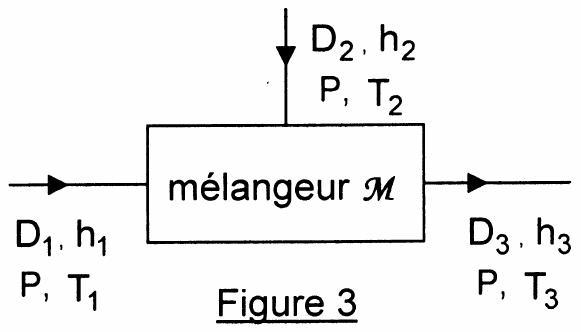 D₂, h₂
P, T₂
mélangeur ℳ
D₁, h₁
P, T₁
D₃, h₃
P, T₃
Figure 3